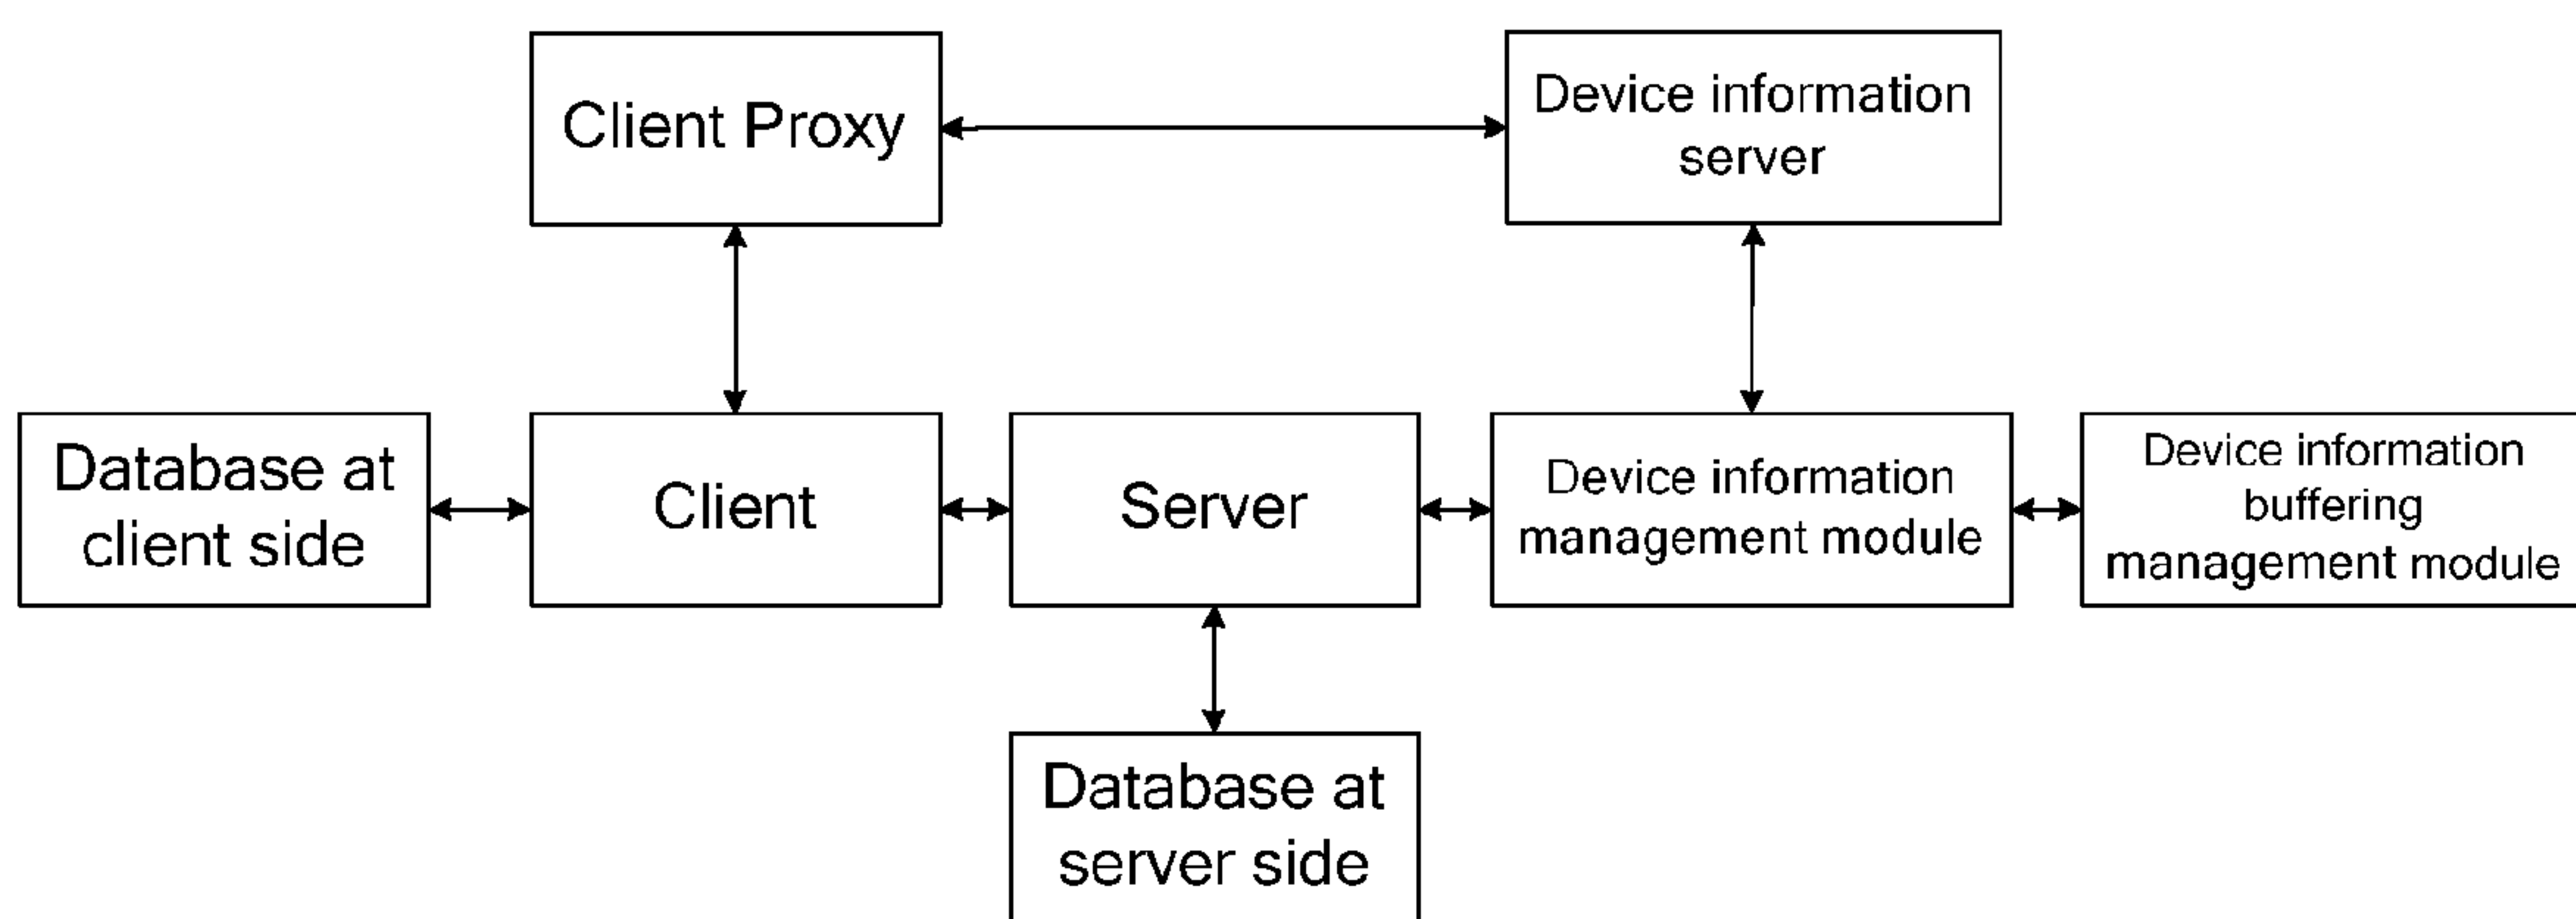 Client Proxy
Device information
server
Database at
client side
Client
Server
Device information
management module
Device information
buffering
management module
Database at
server side